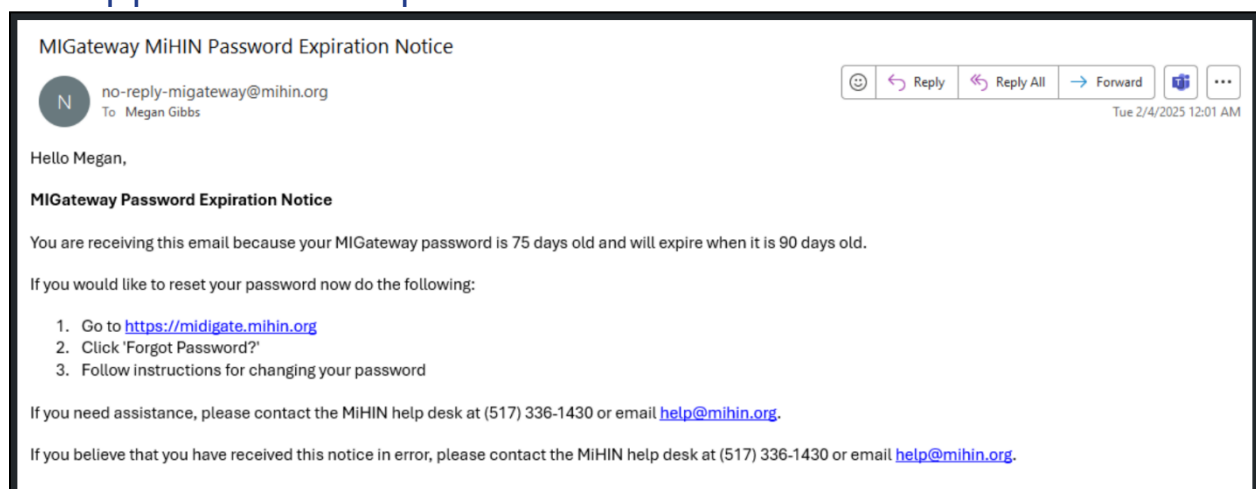 MIGateway MiHIN Password Expiration Notice
N
no-reply-migateway@mihin.org
To Megan Gibbs
Reply
Reply All
Forward
Tue 2/4/2025 12:01 AM
Hello Megan,
MIGateway Password Expiration Notice
You are receiving this email because your MIGateway password is 75 days old and will expire when it is 90 days old.
If you would like to reset your password now do the following:
1. Go to https://midigate.mihin.org
2. Click 'Forgot Password?'
3. Follow instructions for changing your password
If you need assistance, please contact the MiHIN help desk at (517) 336-1430 or email help@mihin.org.
If you believe that you have received this notice in error, please contact the MiHIN help desk at (517) 336-1430 or email help@mihin.org.